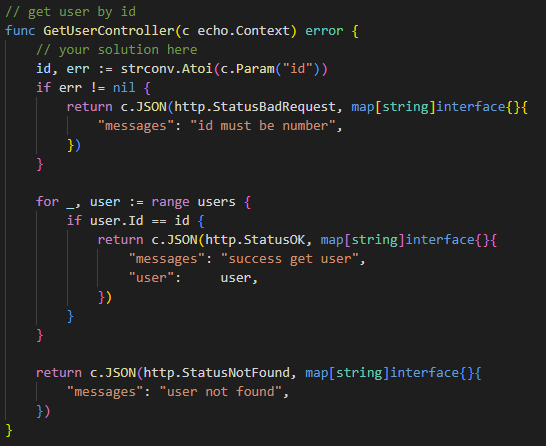 // get user by id
func GetUserController(c echo.Context) error {
    // your solution here
    id, err := strconv.Atoi(c.Param("id"))
    if err != nil {
        return c.JSON(http.StatusBadRequest, map[string]interface{}{
            "messages": "id must be number",
        })
    }

    for _, user := range users {
        if user.Id == id {
            return c.JSON(http.StatusOK, map[string]interface{}{
                "messages": "success get user",
                "user":     user,
            })
        }
    }

    return c.JSON(http.StatusNotFound, map[string]interface{}{
        "messages": "user not found",
    })
}